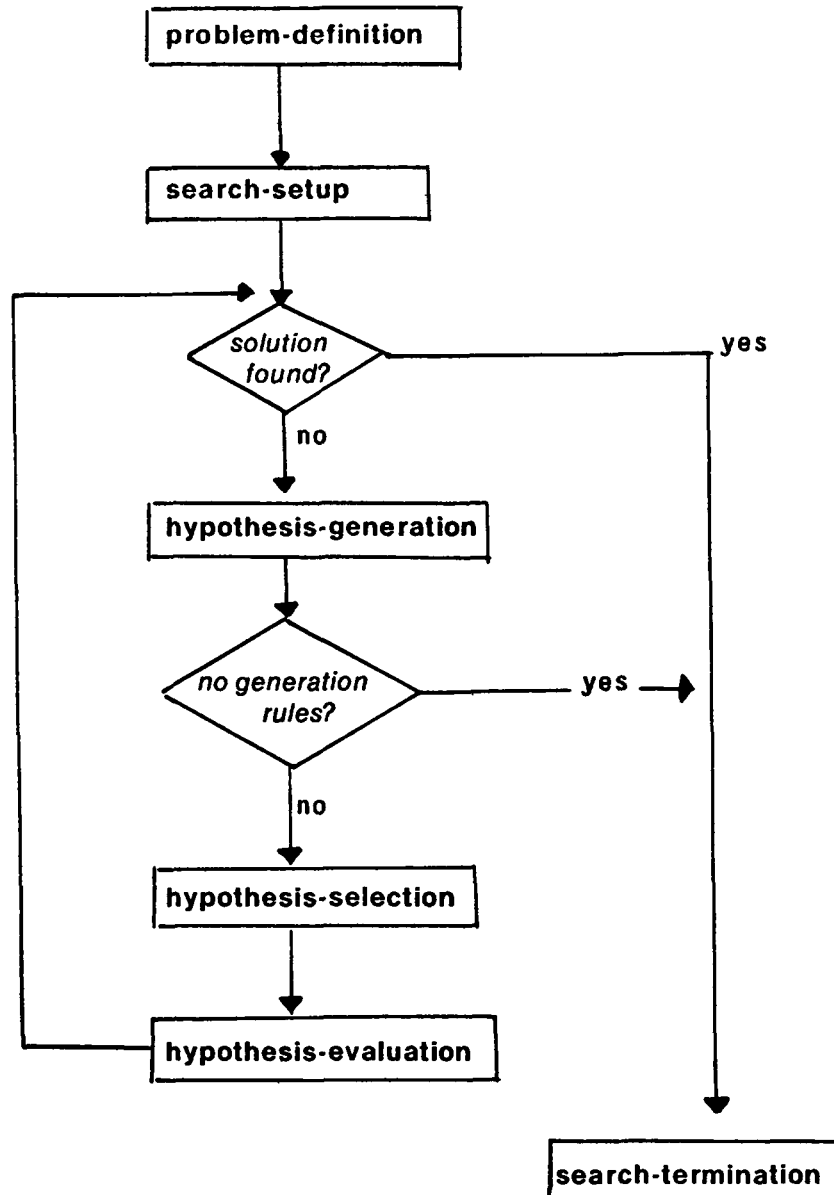 problem-definition
search-setup
solution
found?
yes
no
hypothesis-generation
no generation
rules?
yes
no
hypothesis-selection
hypothesis-evaluation
search-termination